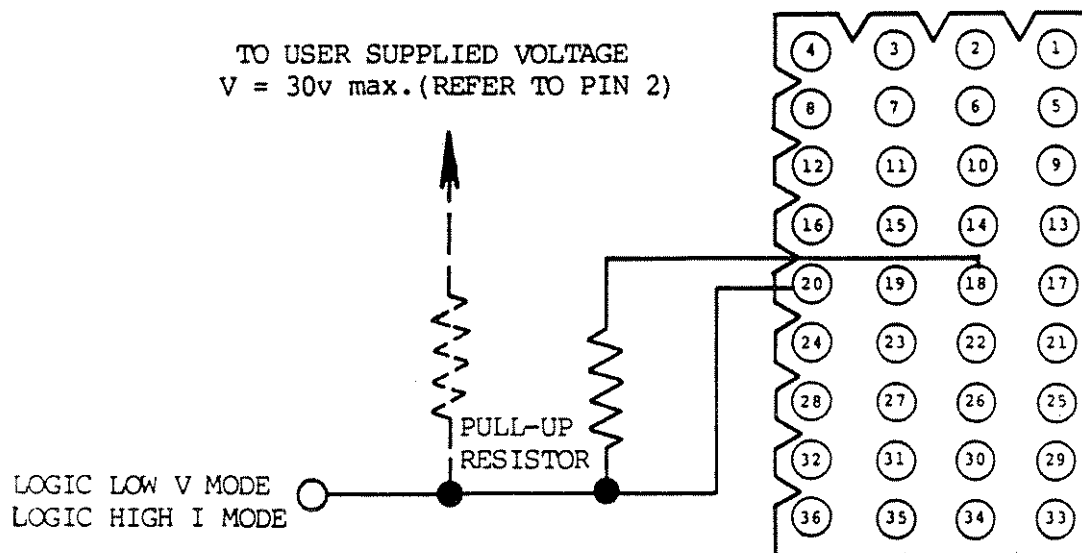 TO USER SUPPLIED VOLTAGE
V = 30v max.(REFER TO PIN 2)
4 3 2 1
8 7 6 5
12 11 10 9
16 15 14 13
20 19 18 17
24 23 22 21
28 27 26 25
32 31 30 29
36 35 34 33
PULL-UP
RESISTOR
LOGIC LOW V MODE
LOGIC HIGH I MODE